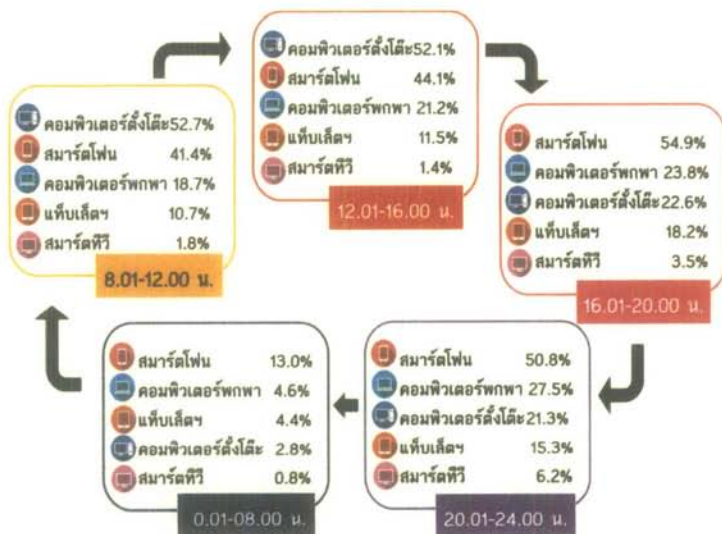 คอมพิวเตอร์ตั้งโต๊ะ52.7%
สมาร์ตโฟน 41.4%
คอมพิวเตอร์พกพา 18.7%
แท็บเล็ตฯ 10.7%
สมาร์ตทีวี 1.8%
8.01-12.00 น.
คอมพิวเตอร์ตั้งโต๊ะ52.1%
สมาร์ตโฟน 44.1%
คอมพิวเตอร์พกพา 21.2%
แท็บเล็ตฯ 11.5%
สมาร์ตทีวี 1.4%
12.01-16.00 น.
สมาร์ตโฟน 54.9%
คอมพิวเตอร์พกพา 23.8%
คอมพิวเตอร์ตั้งโต๊ะ22.6%
แท็บเล็ตฯ 18.2%
สมาร์ตทีวี 3.5%
16.01-20.00 น.
สมาร์ตโฟน 50.8%
คอมพิวเตอร์พกพา 27.5%
คอมพิวเตอร์ตั้งโต๊ะ21.3%
แท็บเล็ตฯ 15.3%
สมาร์ตทีวี 6.2%
20.01-24.00 น.
สมาร์ตโฟน 13.0%
คอมพิวเตอร์พกพา 4.6%
แท็บเล็ตฯ 4.4%
คอมพิวเตอร์ตั้งโต๊ะ 2.8%
สมาร์ตทีวี 0.8%
0.01-08.00 น.